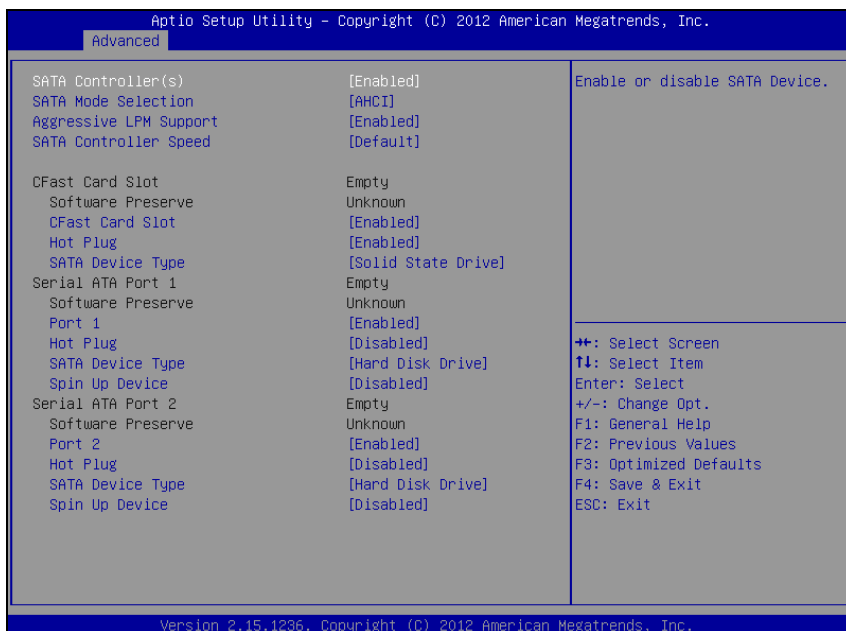 Aptio Setup Utility – Copyright (C) 2012 American Megatrends, Inc.
Advanced
SATA Controller(s) [Enabled]
SATA Mode Selection [AHCI]
Aggressive LPM Support [Enabled]
SATA Controller Speed [Default]
CFast Card Slot Empty
Software Preserve Unknown
CFast Card Slot [Enabled]
Hot Plug [Enabled]
SATA Device Type [Solid State Drive]
Serial ATA Port 1 Empty
Software Preserve Unknown
Port 1 [Enabled]
Hot Plug [Disabled]
SATA Device Type [Hard Disk Drive]
Spin Up Device [Disabled]
Serial ATA Port 2 Empty
Software Preserve Unknown
Port 2 [Enabled]
Hot Plug [Disabled]
SATA Device Type [Hard Disk Drive]
Spin Up Device [Disabled]
Enable or disable SATA Device.
→←: Select Screen
↑↓: Select Item
Enter: Select
+/-: Change Opt.
F1: General Help
F2: Previous Values
F3: Optimized Defaults
F4: Save & Exit
ESC: Exit
Version 2.15.1236. Copyright (C) 2012 American Megatrends, Inc.